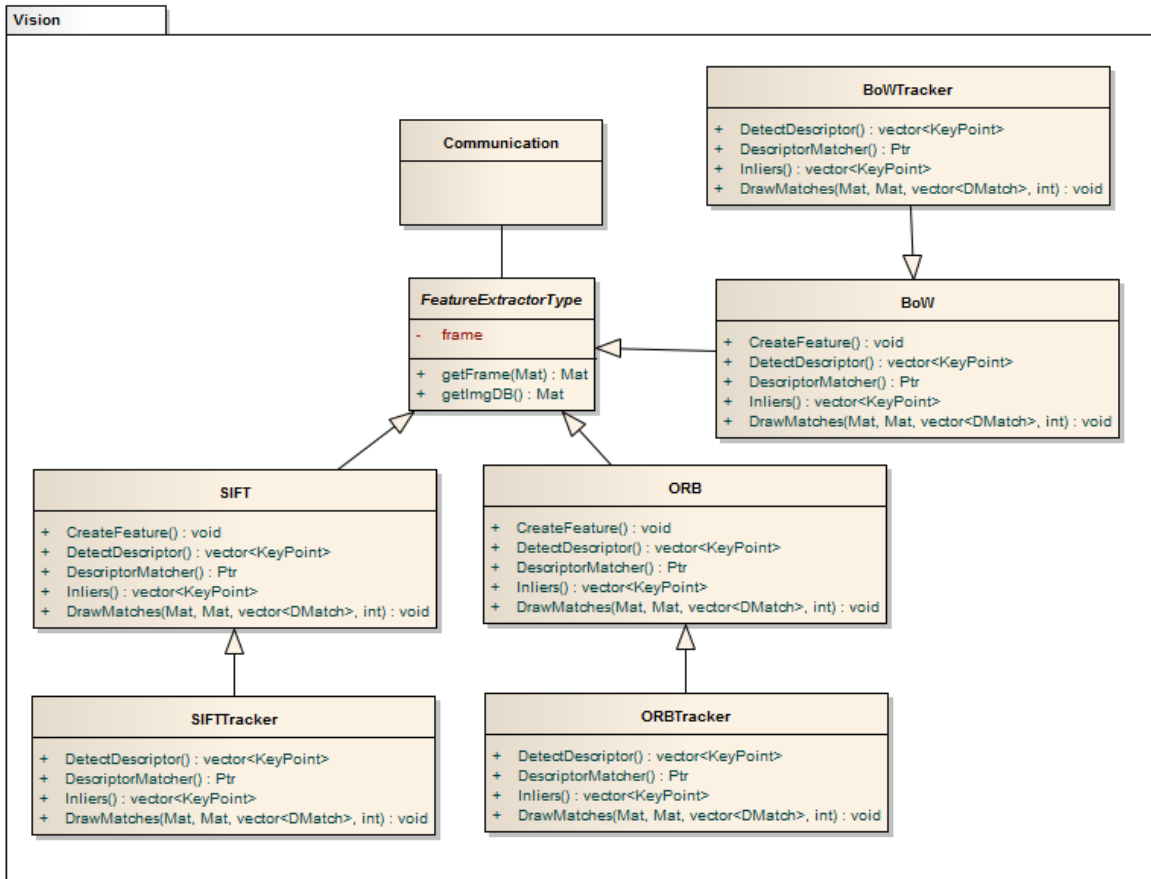 Vision
BoWTracker
+ DetectDescriptor() : vector<KeyPoint>
+ DescriptorMatcher() : Ptr
+ Inliers() : vector<KeyPoint>
+ DrawMatches(Mat, Mat, vector<DMatch>, int) : void
Communication
FeatureExtractorType
- frame
+ getFrame(Mat) : Mat
+ getImgDB() : Mat
BoW
+ CreateFeature() : void
+ DetectDescriptor() : vector<KeyPoint>
+ DescriptorMatcher() : Ptr
+ Inliers() : vector<KeyPoint>
+ DrawMatches(Mat, Mat, vector<DMatch>, int) : void
SIFT
+ CreateFeature() : void
+ DetectDescriptor() : vector<KeyPoint>
+ DescriptorMatcher() : Ptr
+ Inliers() : vector<KeyPoint>
+ DrawMatches(Mat, Mat, vector<DMatch>, int) : void
ORB
+ CreateFeature() : void
+ DetectDescriptor() : vector<KeyPoint>
+ DescriptorMatcher() : Ptr
+ Inliers() : vector<KeyPoint>
+ DrawMatches(Mat, Mat, vector<DMatch>, int) : void
SIFTTracker
+ DetectDescriptor() : vector<KeyPoint>
+ DescriptorMatcher() : Ptr
+ Inliers() : vector<KeyPoint>
+ DrawMatches(Mat, Mat, vector<DMatch>, int) : void
ORBTracker
+ DetectDescriptor() : vector<KeyPoint>
+ DescriptorMatcher() : Ptr
+ Inliers() : vector<KeyPoint>
+ DrawMatches(Mat, Mat, vector<DMatch>, int) : void